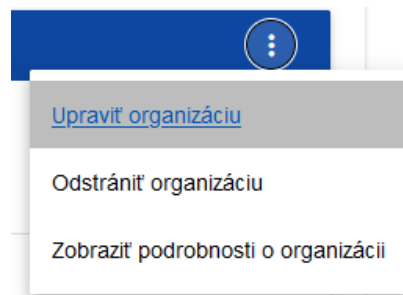 Upraviť organizáciu
Odstrániť organizáciu
Zobraziť podrobnosti o organizácii